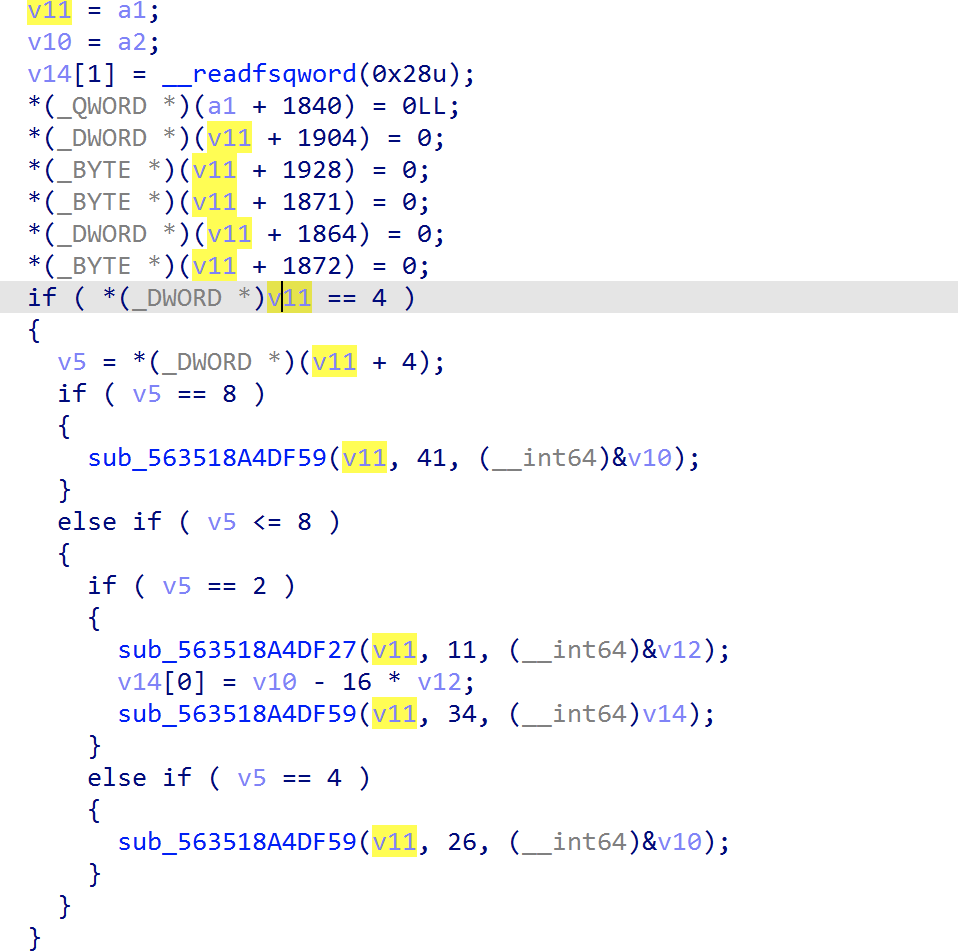 v11 = a1;
v10 = a2;
v14[1] = __readfsqword(0x28u);
*(_QWORD *)(a1 + 1840) = 0LL;
*(_DWORD *)(v11 + 1904) = 0;
*(_BYTE *)(v11 + 1928) = 0;
*(_BYTE *)(v11 + 1871) = 0;
*(_DWORD *)(v11 + 1864) = 0;
*(_BYTE *)(v11 + 1872) = 0;
if ( *(_DWORD *)v11 == 4 )
{
v5 = *(_DWORD *)(v11 + 4);
if ( v5 == 8 )
{
sub_563518A4DF59(v11, 41, (__int64)&v10);
}
else if ( v5 <= 8 )
{
if ( v5 == 2 )
{
sub_563518A4DF27(v11, 11, (__int64)&v12);
v14[0] = v10 - 16 * v12;
sub_563518A4DF59(v11, 34, (__int64)v14);
}
else if ( v5 == 4 )
{
sub_563518A4DF59(v11, 26, (__int64)&v10);
}
}
}